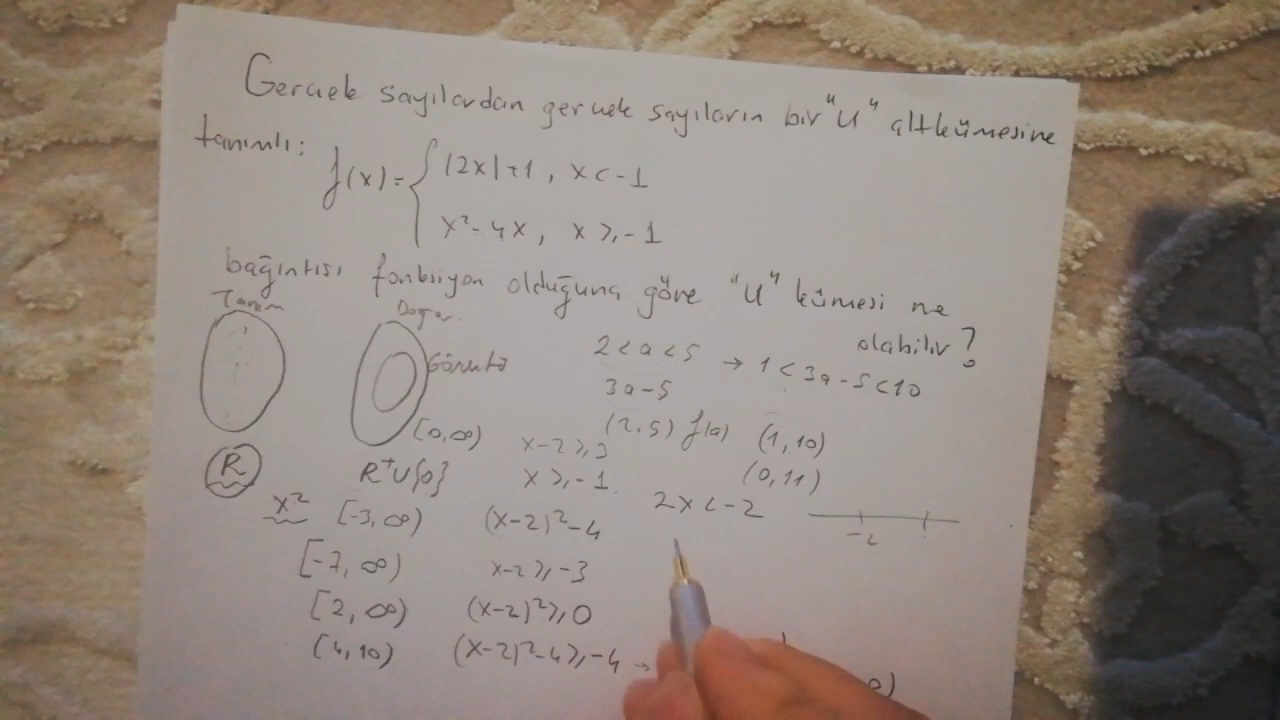 Gerçek sayılardan gerçek sayıların bir "U" altkümesine
tanımlı:
f(x)= { |2x|+1, x<-1
x²-4x, x≥-1
bağıntısı fonksiyon olduğuna göre "U" kümesi ne
olabilir?
Tanım
Değer
Görüntü
2<a<5 → 1<3a-5<10
3a-5
(2,5) f(a) (1,10)
[0,∞) x-2≥3
(0,11)
R
R⁺∪{0} x≥-1
x² [-3,∞) (x-2)²-4 2x<-2
-2
[-7,∞) x-2≥-3
[2,∞) (x-2)²≥0
(4,10) (x-2)²-4≥-4 →